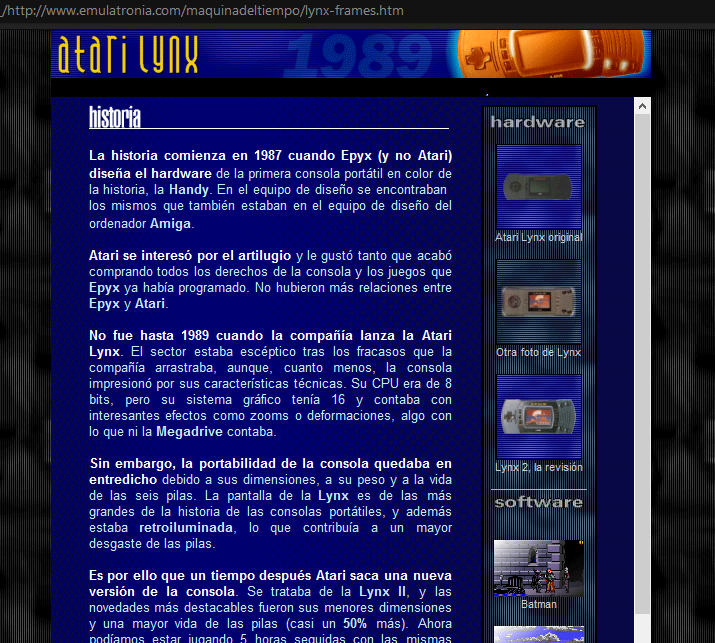 /http://www.emulatronia.com/maquinadeltiempo/lynx-frames.htm
atari lynx
1989
historia
La historia comienza en 1987 cuando Epyx (y no Atari)
diseña el hardware de la primera consola portátil en color de
la historia, la Handy. En el equipo de diseño se encontraban
los mismos que también estaban en el equipo de diseño del
ordenador Amiga.
Atari se interesó por el artilugio y le gustó tanto que acabó
comprando todos los derechos de la consola y los juegos que
Epyx ya había programado. No hubieron más relaciones entre
Epyx y Atari.
No fue hasta 1989 cuando la compañía lanza la Atari
Lynx. El sector estaba escéptico tras los fracasos que la
compañía arrastraba, aunque, cuanto menos, la consola
impresionó por sus características técnicas. Su CPU era de 8
bits, pero su sistema gráfico tenía 16 y contaba con
interesantes efectos como zooms o deformaciones, algo con
lo que ni la Megadrive contaba.
Sin embargo, la portabilidad de la consola quedaba en
entredicho debido a sus dimensiones, a su peso y a la vida
de las seis pilas. La pantalla de la Lynx es de las más
grandes de la historia de las consolas portátiles, y además
estaba retroiluminada, lo que contribuía a un mayor
desgaste de las pilas.
Es por ello que un tiempo después Atari saca una nueva
versión de la consola. Se trataba de la Lynx II, y las
novedades más destacables fueron sus menores dimensiones
y una mayor vida de las pilas (casi un 50% más). Ahora
podíamos estar jugando 5 horas seguidas con las mismas
hardware
Atari Lynx original
Otra foto de Lynx
Lynx 2, la revisión
software
Batman